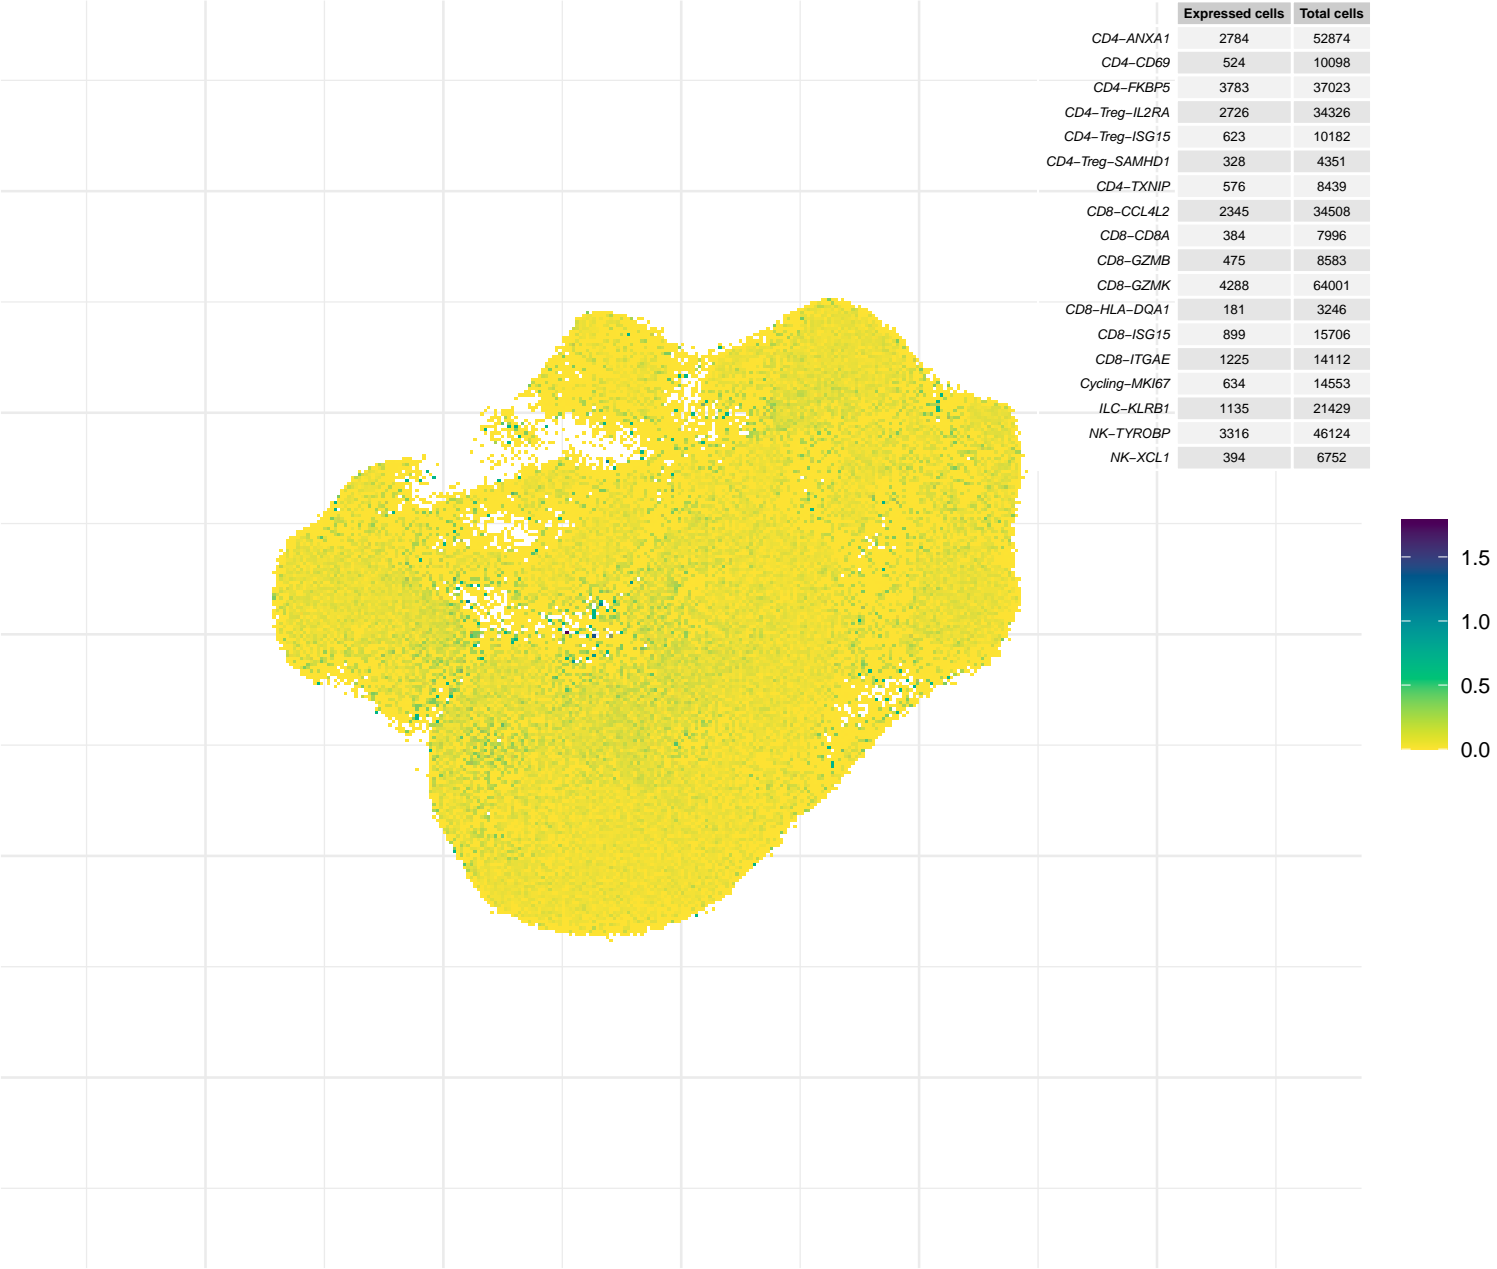 Expressed cells Total cells
CD4−ANXA1 2784 52874
CD4−CD69 524 10098
CD4−FKBP5 3783 37023
CD4−Treg−IL2RA 2726 34326
CD4−Treg−ISG15 623 10182
CD4−Treg−SAMHD1 328 4351
CD4−TXNIP 576 8439
CD8−CCL4L2 2345 34508
CD8−CD8A 384 7996
CD8−GZMB 475 8583
CD8−GZMK 4288 64001
CD8−HLA−DQA1 181 3246
CD8−ISG15 899 15706
CD8−ITGAE 1225 14112
Cycling−MKI67 634 14553
ILC−KLRB1 1135 21429
NK−TYROBP 3316 46124
NK−XCL1 394 6752
1.5
1.0
0.5
0.0